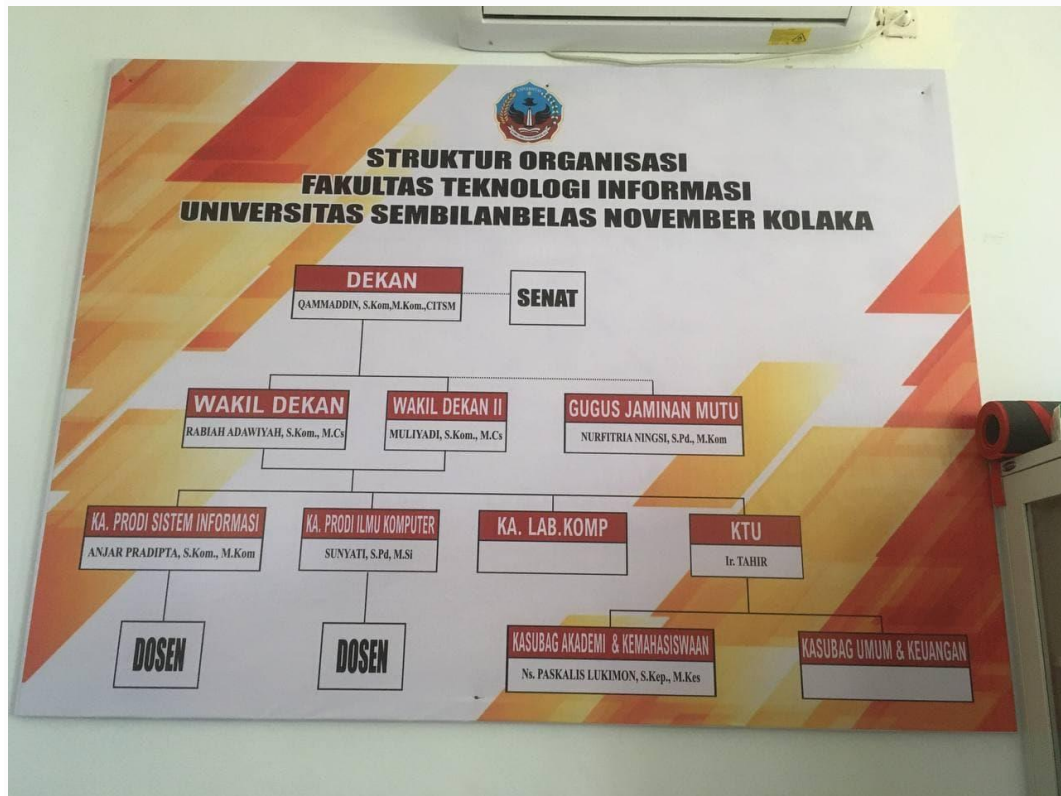 STRUKTUR ORGANISASI
FAKULTAS TEKNOLOGI INFORMASI
UNIVERSITAS SEMBILANBELAS NOVEMBER KOLAKA
DEKAN
QAMMADDIN, S.Kom,M.Kom.,CITSM
SENAT
WAKIL DEKAN
RABIAH ADAWIYAH, S.Kom., M.Cs
WAKIL DEKAN II
MULIYADI, S.Kom., M.Cs
GUGUS JAMINAN MUTU
NURFITRIA NINGSI, S.Pd., M.Kom
KA. PRODI SISTEM INFORMASI
ANJAR PRADIPTA, S.Kom., M.Kom
KA. PRODI ILMU KOMPUTER
SUNYATI, S.Pd, M.Si
KA. LAB.KOMP
KTU
Ir. TAHIR
DOSEN
DOSEN
KASUBAG AKADEMI & KEMAHASISWAAN
Ns. PASKALIS LUKIMON, S.Kep., M.Kes
KASUBAG UMUM & KEUANGAN